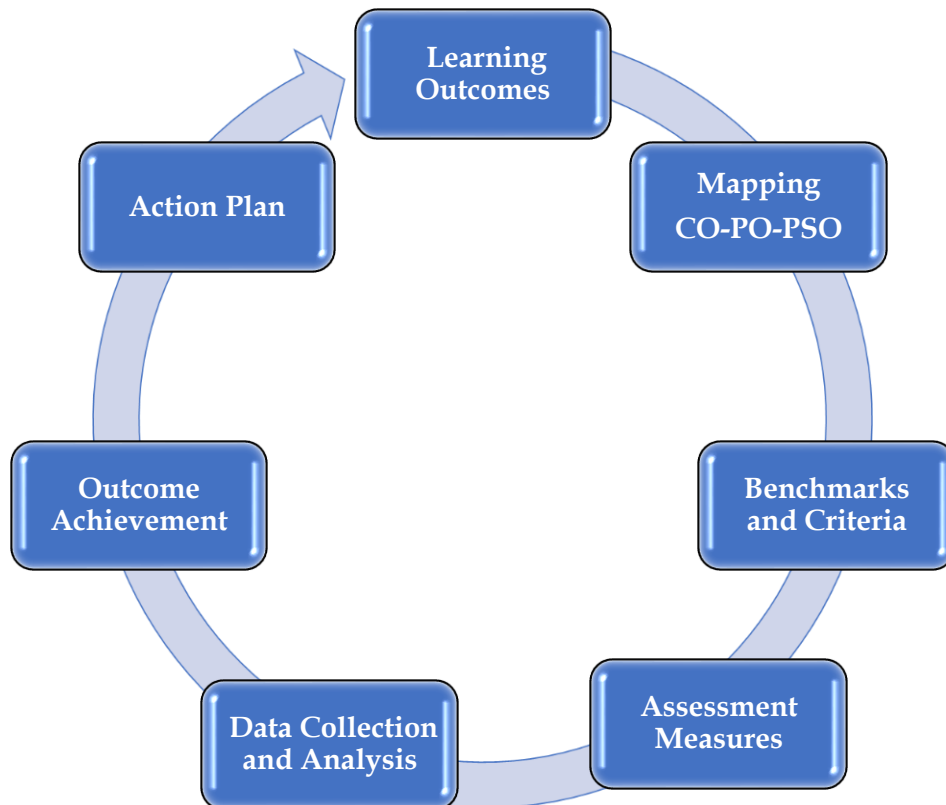 Learning
Outcomes
Mapping
CO-PO-PSO
Benchmarks
and Criteria
Assessment
Measures
Data Collection
and Analysis
Outcome
Achievement
Action Plan